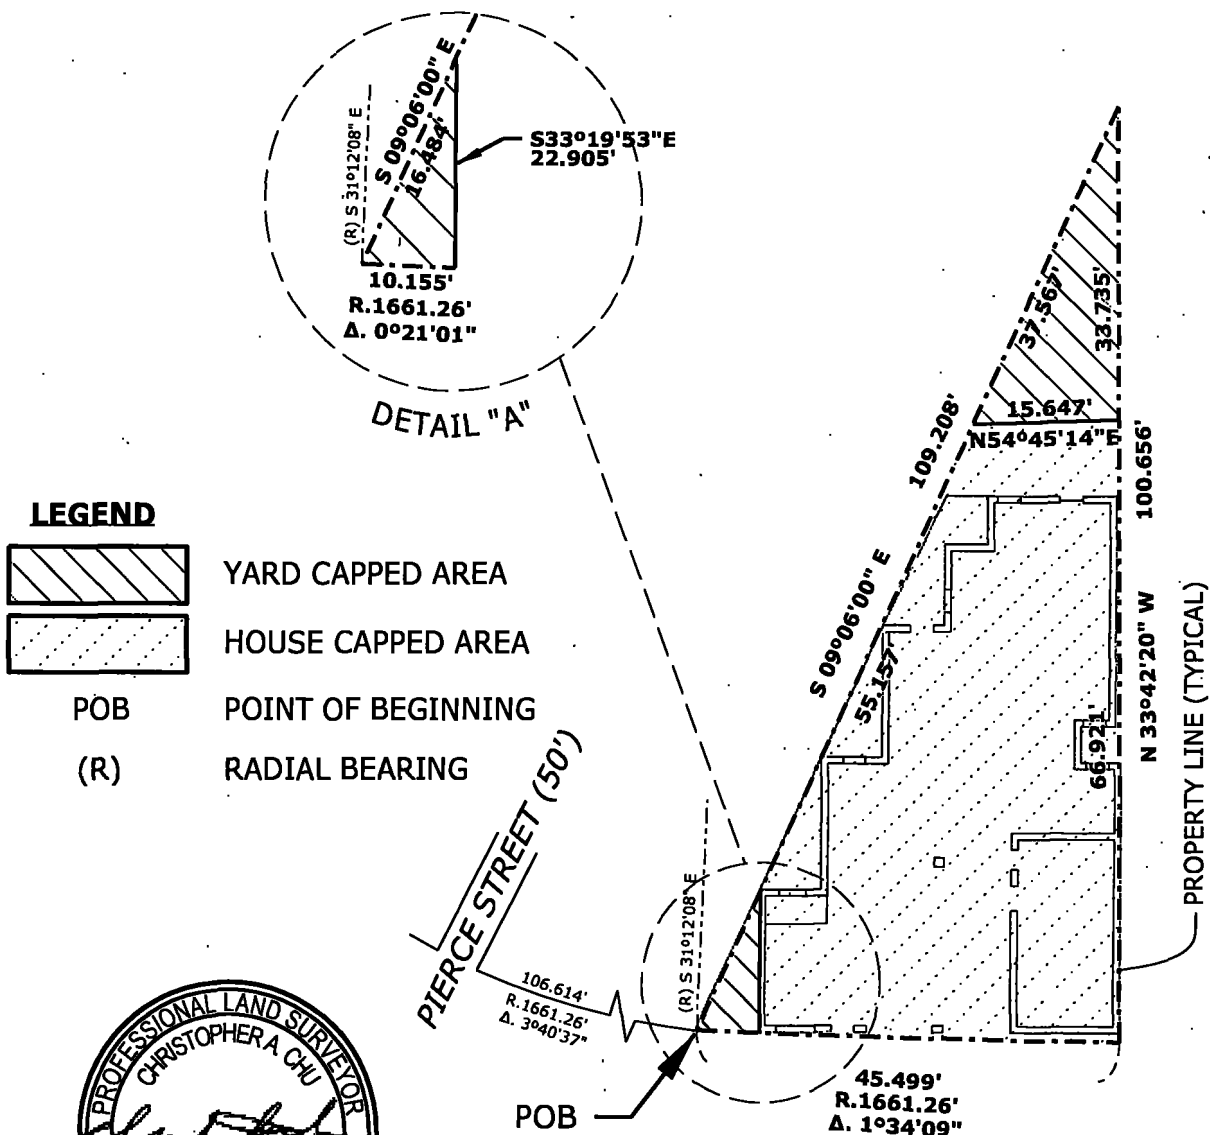 S 09°06'00" E
16.484'
(R) S 31°12'08" E
S33°19'53"E
22.905'
10.155'
R.1661.26'
Δ. 0°21'01"
DETAIL "A"
37.567'
33.735'
15.647'
N54°45'14"E
109.208'
100.656'
LEGEND
YARD CAPPED AREA
HOUSE CAPPED AREA
POB POINT OF BEGINNING
(R) RADIAL BEARING
S 09°06'00" E
55.157'
66.921'
N 33°42'20" W
PROPERTY LINE (TYPICAL)
PIERCE STREET (50')
(R) S 31°12'08" E
106.614'
R.1661.26'
Δ. 3°40'37"
POB
45.499'
R.1661.26'
Δ. 1°34'09"
PROFESSIONAL LAND SURVEYOR
CHRISTOPHER A. CHU